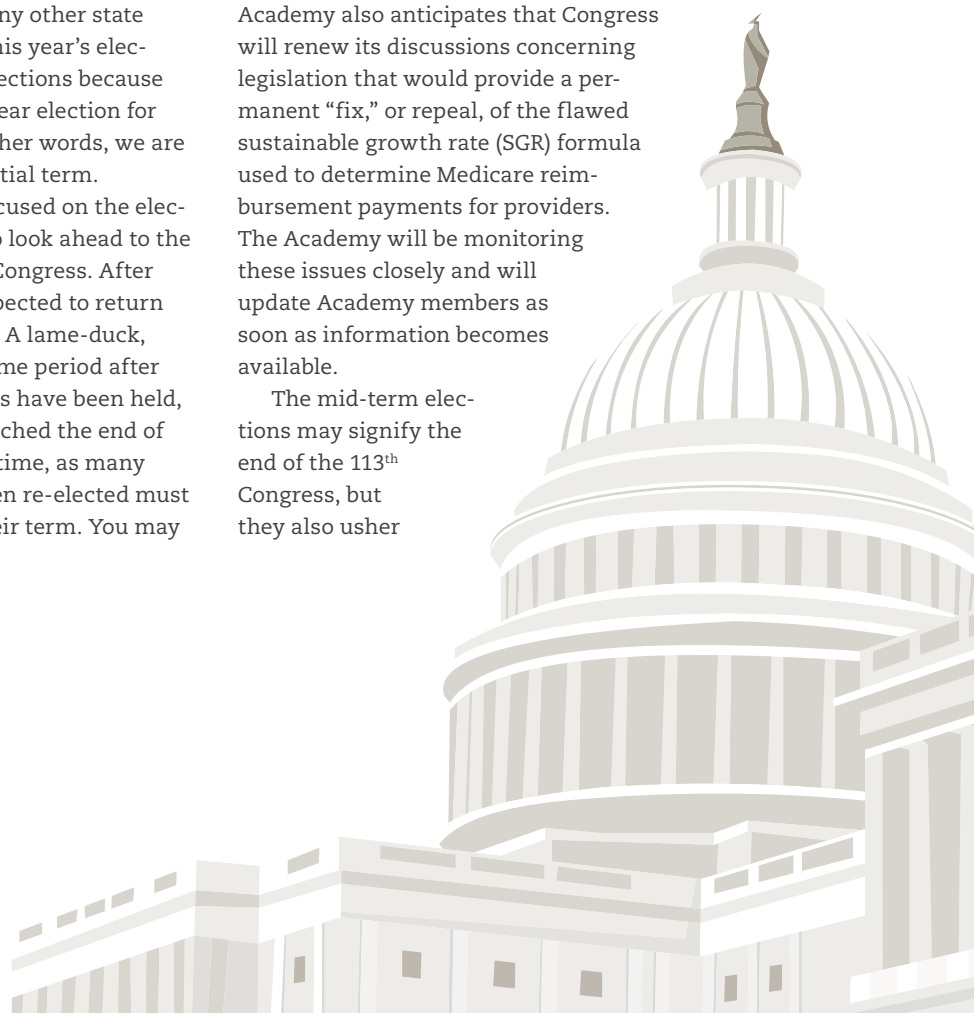 ny other state
his year’s elec-
ections because
ear election for
her words, we are
tial term.
cused on the elec-
o look ahead to the
Congress. After
pected to return
A lame-duck,
me period after
s have been held,
ched the end of
time, as many
en re-elected must
eir term. You may
Academy also anticipates that Congress
will renew its discussions concerning
legislation that would provide a per-
manent “fix,” or repeal, of the flawed
sustainable growth rate (SGR) formula
used to determine Medicare reim-
bursement payments for providers.
The Academy will be monitoring
these issues closely and will
update Academy members as
soon as information becomes
available.
The mid-term elec-
tions may signify the
end of the 113th
Congress, but
they also usher